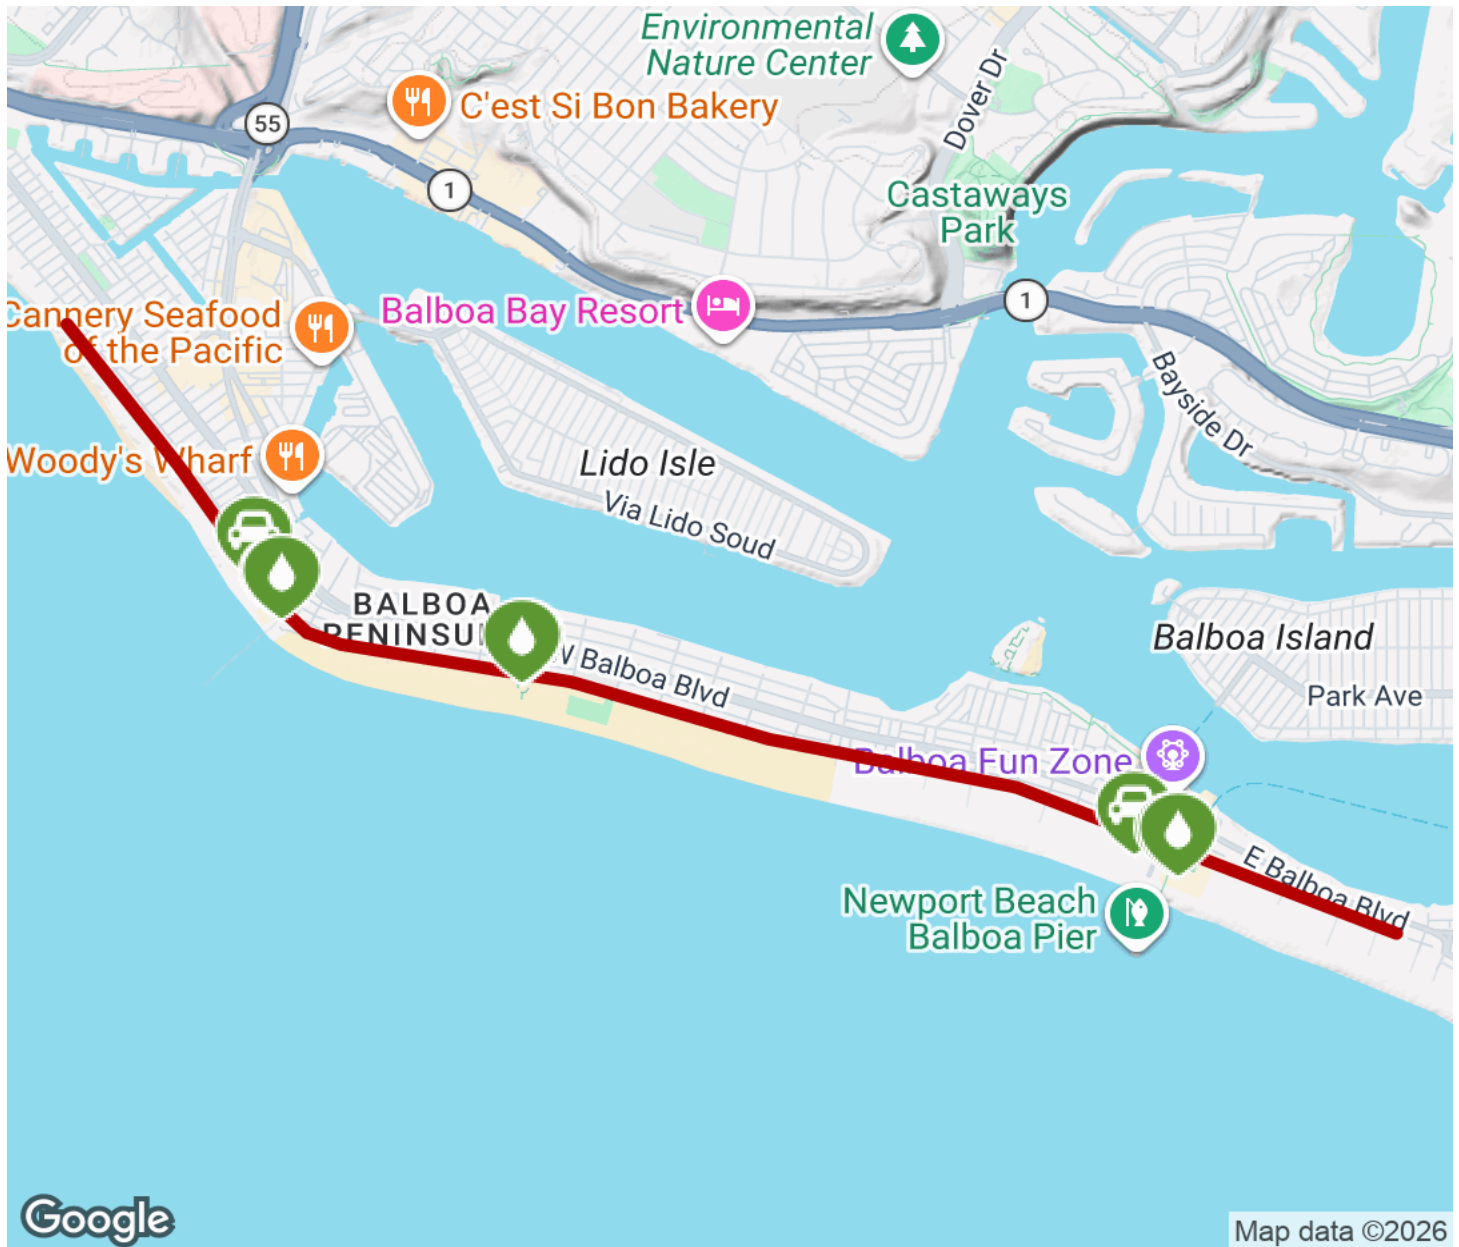 Environmental
Nature Center
C'est Si Bon Bakery
Dover Dr
55
1
Castaways
Park
Cannery Seafood
of the Pacific
Balboa Bay Resort
1
Bayside Dr
Woody's Wharf
Lido Isle
Via Lido Soud
BALBOA
Balboa Island
W Balboa Blvd
Park Ave
Balboa Fun Zone
E Balboa Blvd
Newport Beach
Balboa Pier
Google
Map data ©2026